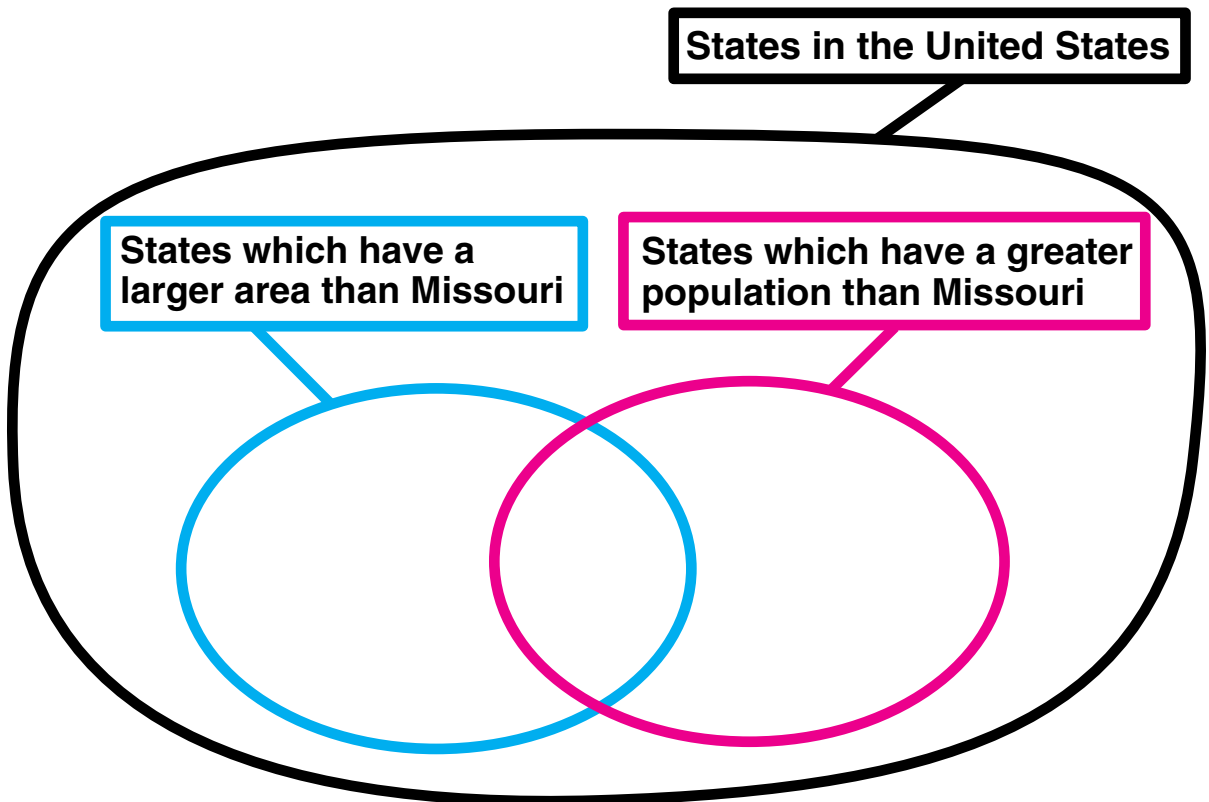 States in the United States
States which have a
larger area than Missouri
States which have a greater
population than Missouri